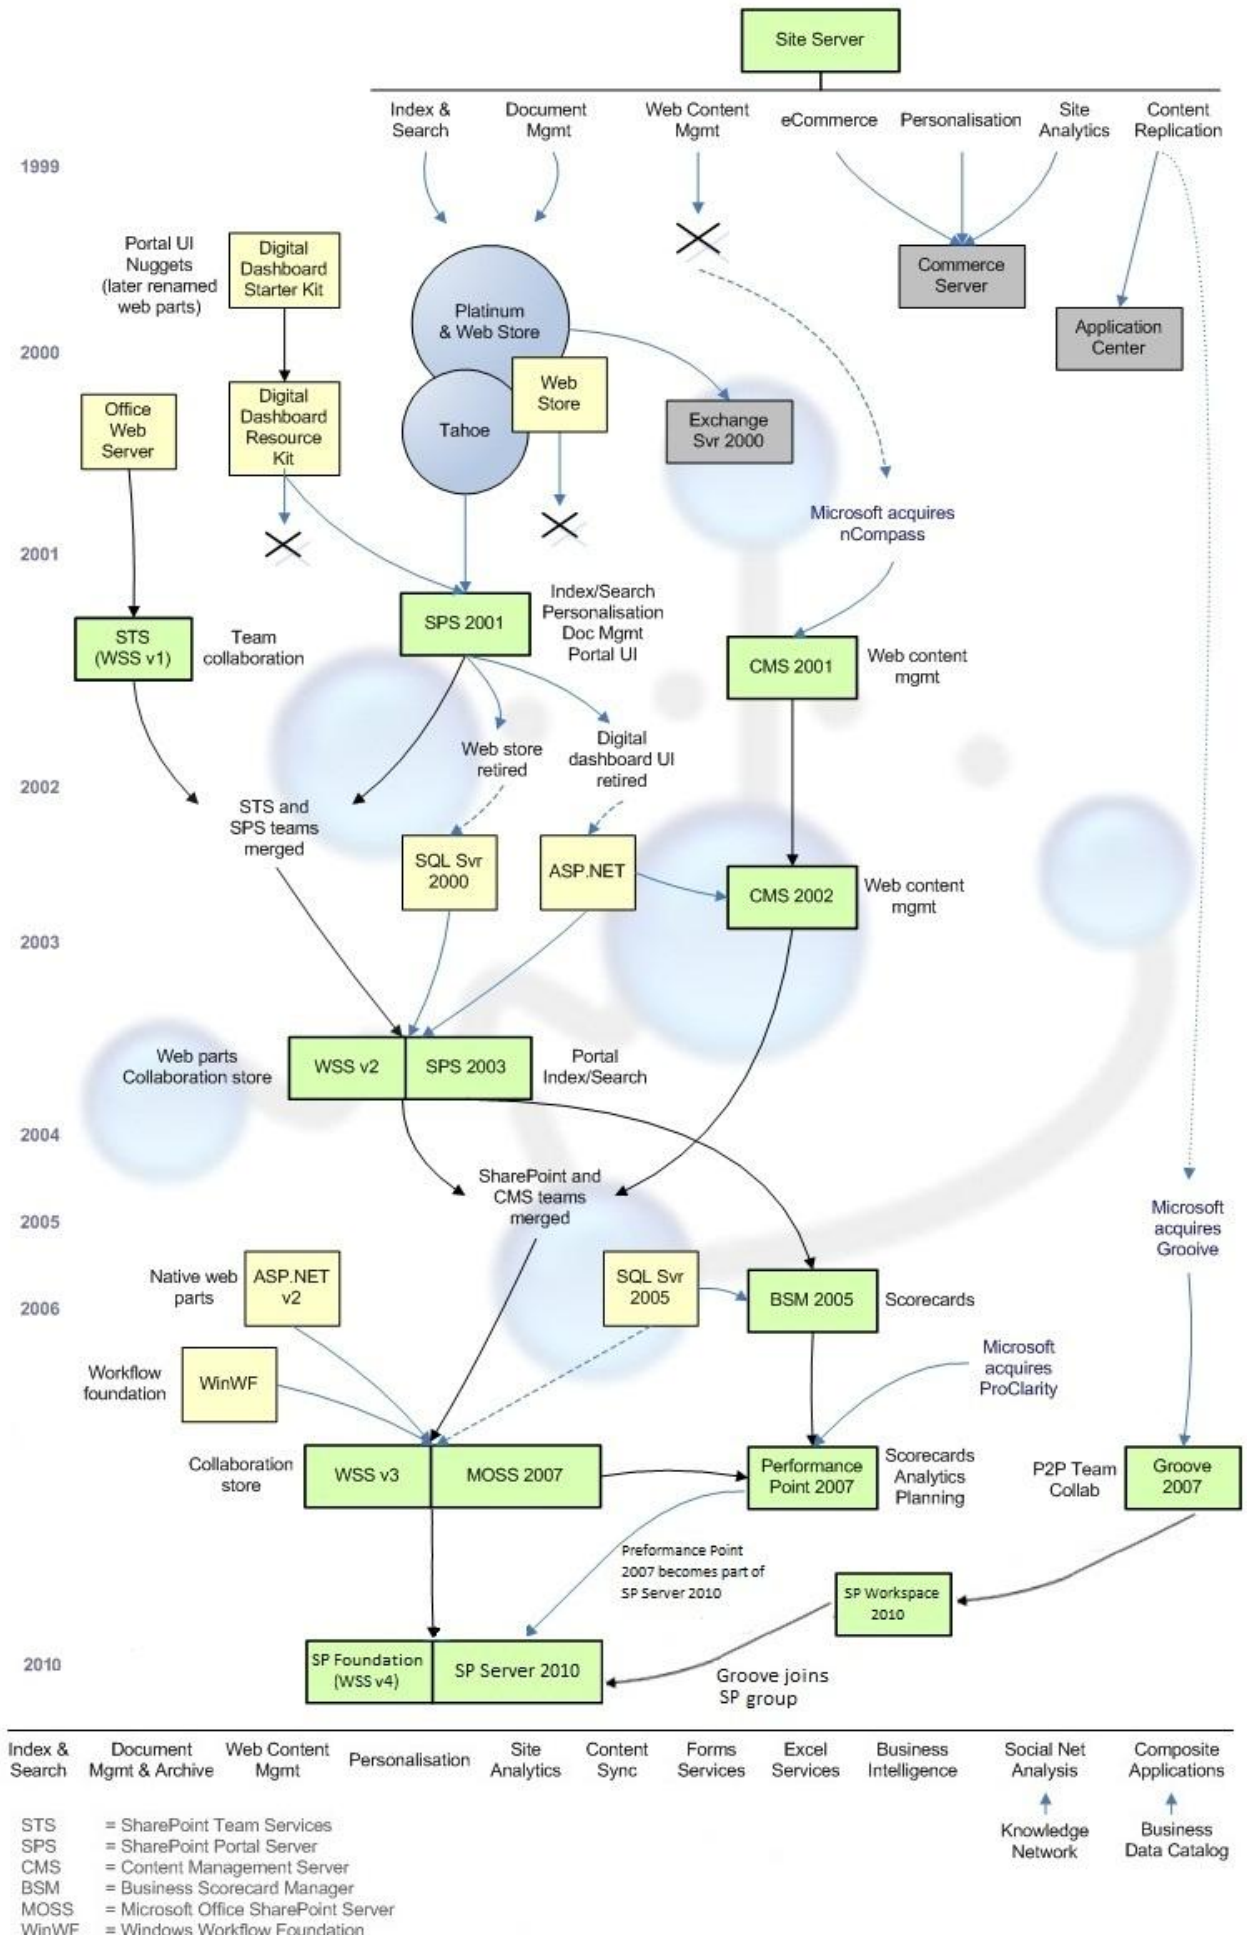 Site Server
Index &
Search
Document
Mgmt
Web Content
Mgmt
eCommerce
Personalisation
Site
Analytics
Content
Replication
1999
Portal UI
Nuggets
(later renamed
web parts)
Digital
Dashboard
Starter Kit
Platinum
& Web Store
Commerce
Server
Application
Center
2000
Office
Web
Server
Digital
Dashboard
Resource
Kit
Tahoe
Web
Store
Exchange
Svr 2000
Microsoft acquires
nCompass
2001
STS
(WSS v1)
Team
collaboration
SPS 2001
Index/Search
Personalisation
Doc Mgmt
Portal UI
CMS 2001
Web content
mgmt
Web store
retired
Digital
dashboard UI
retired
2002
STS and
SPS teams
merged
SQL Svr
2000
ASP.NET
CMS 2002
Web content
mgmt
2003
Web parts
Collaboration store
WSS v2
SPS 2003
Portal
Index/Search
2004
SharePoint and
CMS teams
merged
2005
Microsoft
acquires
Grooive
Native web
parts
ASP.NET
v2
SQL Svr
2005
BSM 2005
Scorecards
2006
Workflow
foundation
WinWF
Microsoft
acquires
ProClarity
Collaboration
store
WSS v3
MOSS 2007
Performance
Point 2007
Scorecards
Analytics
Planning
P2P Team
Collab
Groove
2007
Preformance Point
2007 becomes part of
SP Server 2010
SP Workspace
2010
2010
SP Foundation
(WSS v4)
SP Server 2010
Groove joins
SP group
Index &
Search
Document
Mgmt & Archive
Web Content
Mgmt
Personalisation
Site
Analytics
Content
Sync
Forms
Services
Excel
Services
Business
Intelligence
Social Net
Analysis
Composite
Applications
Knowledge
Network
Business
Data Catalog
STS = SharePoint Team Services
SPS = SharePoint Portal Server
CMS = Content Management Server
BSM = Business Scorecard Manager
MOSS = Microsoft Office SharePoint Server
WinWF = Windows Workflow Foundation